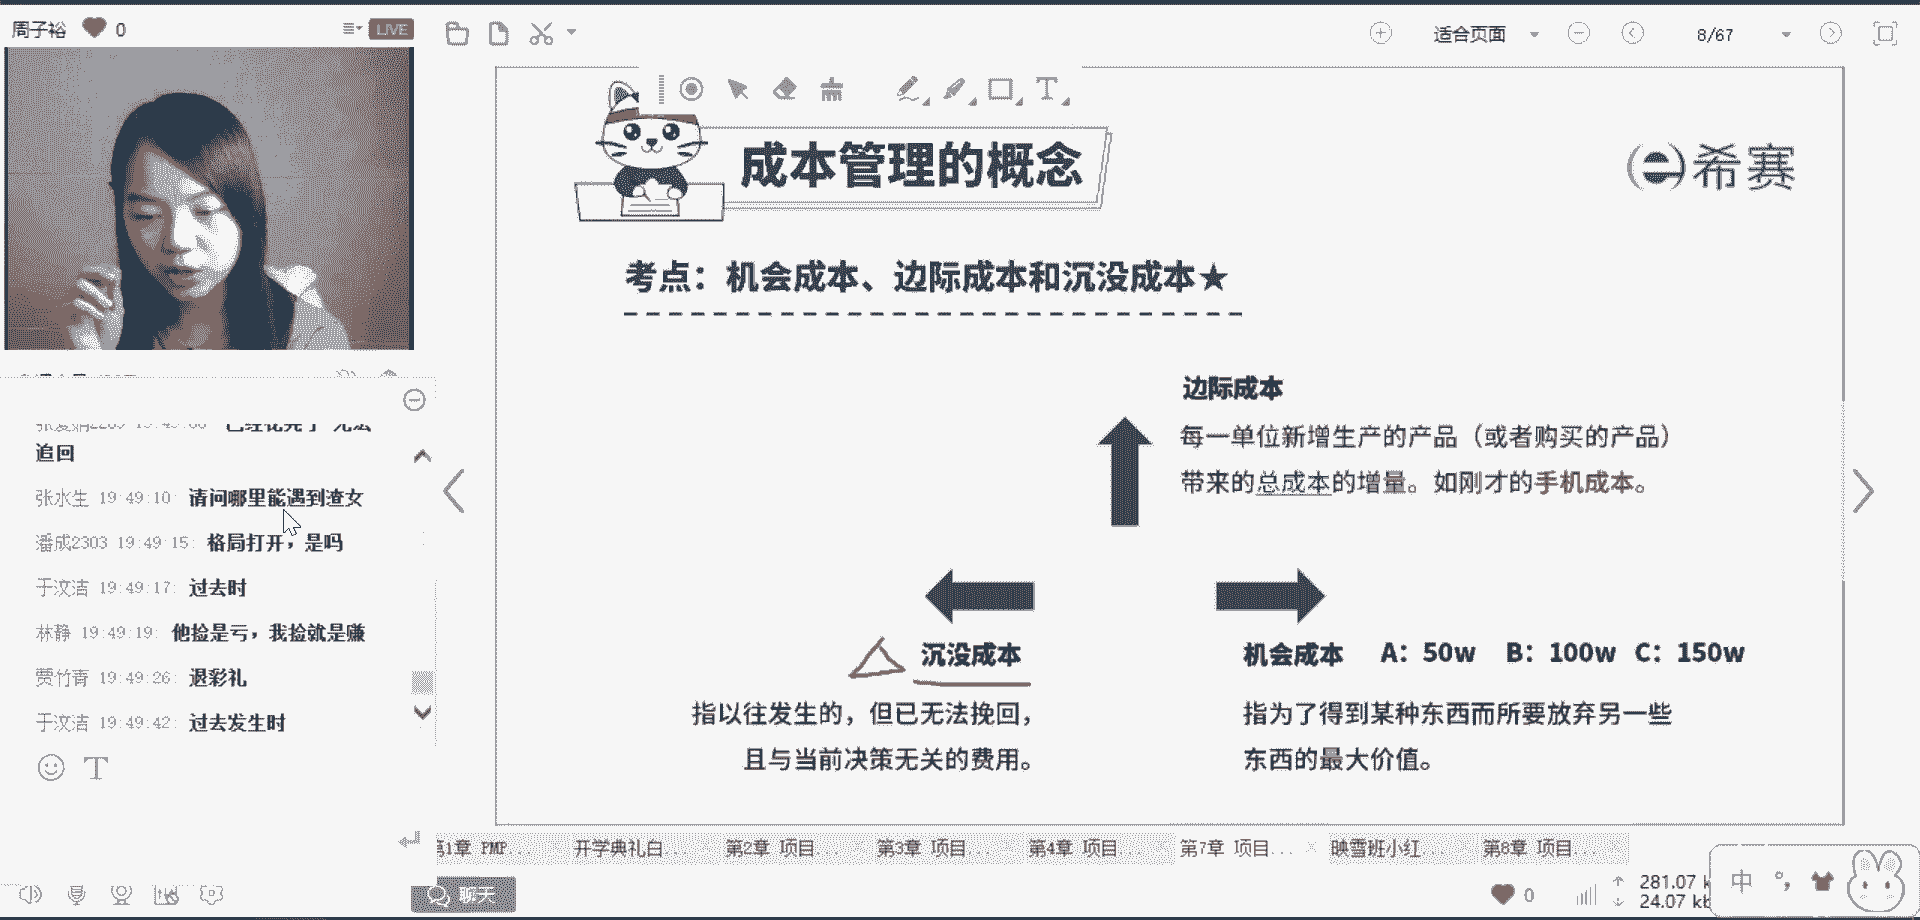 周子裕 0 LIVE
适合页面 8/67
成本管理的概念
希赛
考点：机会成本、边际成本和沉没成本★
边际成本
每一单位新增生产的产品（或者购买的产品）
带来的总成本的增量。如刚才的手机成本。
沉没成本
指以往发生的，但已无法挽回，
且与当前决策无关的费用。
机会成本 A：50w B：100w C：150w
指为了得到某种东西而所要放弃另一些
东西的最大价值。
追回
张水生 19:49:10: 请问哪里能遇到渣女
潘成2303 19:49:15: 格局打开，是吗
于汶洁 19:49:17: 过去时
林静 19:49:19: 他捡是亏，我捡就是赚
贾竹青 19:49:26: 退彩礼
于汶洁 19:49:42: 过去发生时
T
第1章 PMP... 开学典礼白... 第2章 项目... 第3章 项目... 第4章 项目... 第7章 项目... × 映雪班小红... 第8章 项目...
聊天
0
281.07 k
24.07 kb
中